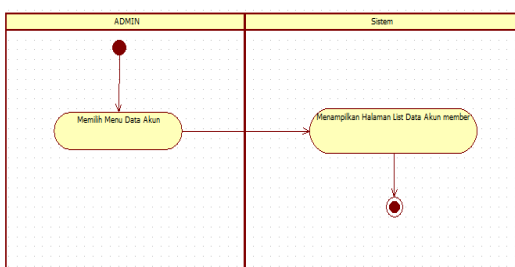 ADMIN
Sistem
Memilih Menu Data Akun
Menampilkan Halaman List Data Akun member